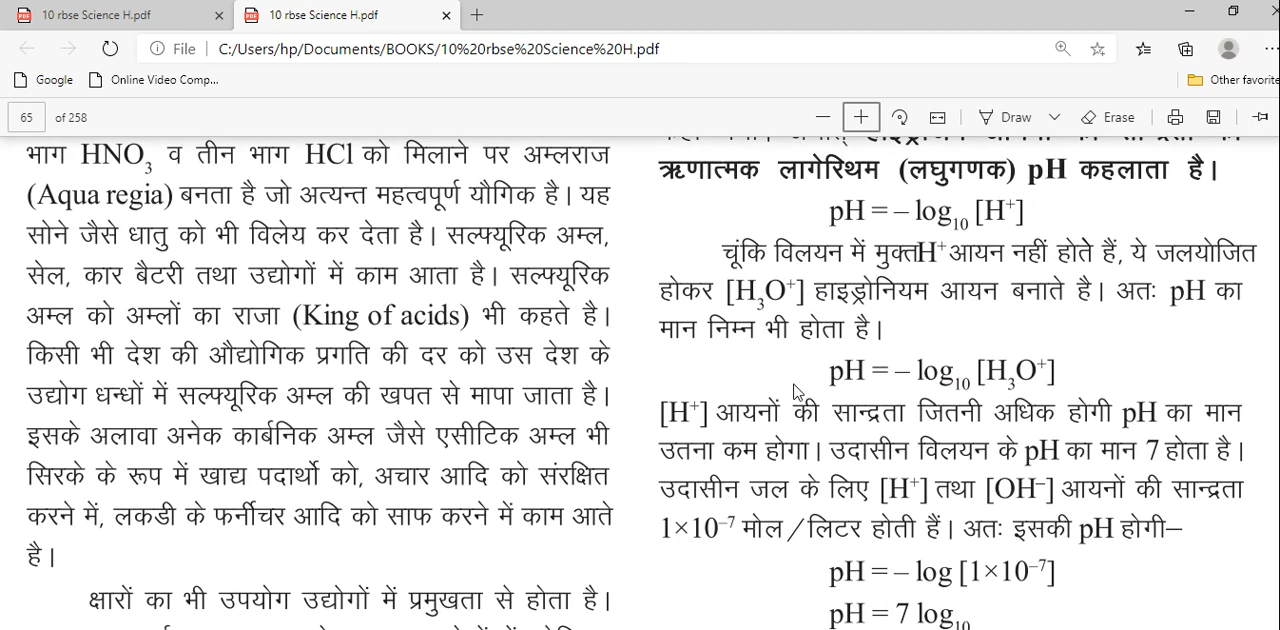 10 rbse Science H.pdf
10 rbse Science H.pdf
File
C:/Users/hp/Documents/BOOKS/10%20rbse%20Science%20H.pdf
Google
Online Video Comp...
Other favorite
65
of 258
Draw
Erase
भाग HNO₃ व तीन भाग HCl को मिलाने पर अम्लराज
(Aqua regia) बनता है जो अत्यन्त महत्वपूर्ण यौगिक है। यह
सोने जैसे धातु को भी विलेय कर देता है। सल्फ्यूरिक अम्ल,
सेल, कार बैटरी तथा उद्योगों में काम आता है। सल्फ्यूरिक
अम्ल को अम्लों का राजा (King of acids) भी कहते है।
किसी भी देश की औद्योगिक प्रगति की दर को उस देश के
उद्योग धन्धों में सल्फ्यूरिक अम्ल की खपत से मापा जाता है।
इसके अलावा अनेक कार्बनिक अम्ल जैसे एसीटिक अम्ल भी
सिरके के रूप में खाद्य पदार्थो को, अचार आदि को संरक्षित
करने में, लकडी के फर्नीचर आदि को साफ करने में काम आते
है।
क्षारों का भी उपयोग उद्योगों में प्रमुखता से होता है।
ऋणात्मक लागेरिथम (लघुगणक) pH कहलाता है।
pH = – log₁₀ [H⁺]
चूंकि विलयन में मुक्तH⁺ आयन नहीं होते हैं, ये जलयोजित
होकर [H₃O⁺] हाइड्रोनियम आयन बनाते है। अतः pH का
मान निम्न भी होता है।
pH = – log₁₀ [H₃O⁺]
[H⁺] आयनों की सान्द्रता जितनी अधिक होगी pH का मान
उतना कम होगा। उदासीन विलयन के pH का मान 7 होता है।
उदासीन जल के लिए [H⁺] तथा [OH⁻] आयनों की सान्द्रता
1×10⁻⁷ मोल/लिटर होती हैं। अतः इसकी pH होगी–
pH = – log [1×10⁻⁷]
pH = 7 log₁₀